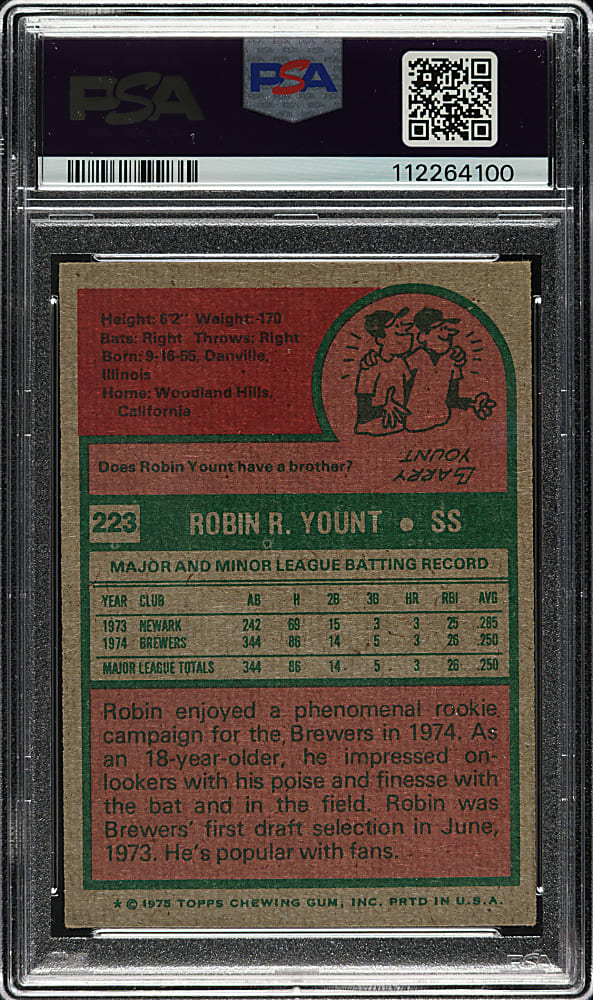 PSA
PSA
112264100
Height: 6'2" Weight: 170
Bats: Right Throws: Right
Born: 9-16-55, Danville,
Illinois
Home: Woodland Hills,
California
LARRY
YOUNT
Does Robin Yount have a brother?
223 ROBIN R. YOUNT • SS
MAJOR AND MINOR LEAGUE BATTING RECORD
YEAR CLUB AB H 2B 3B HR RBI AVG
1973 NEWARK 242 69 15 3 3 25 .285
1974 BREWERS 344 86 14 5 3 26 .250
MAJOR LEAGUE TOTALS 344 86 14 5 3 26 .250
Robin enjoyed a phenomenal rookie
campaign for the Brewers in 1974. As
an 18-year-older, he impressed on-
lookers with his poise and finesse with
the bat and in the field. Robin was
Brewers' first draft selection in June,
1973. He's popular with fans.
* © 1975 TOPPS CHEWING GUM, INC. PRTD IN U.S.A.
PSA